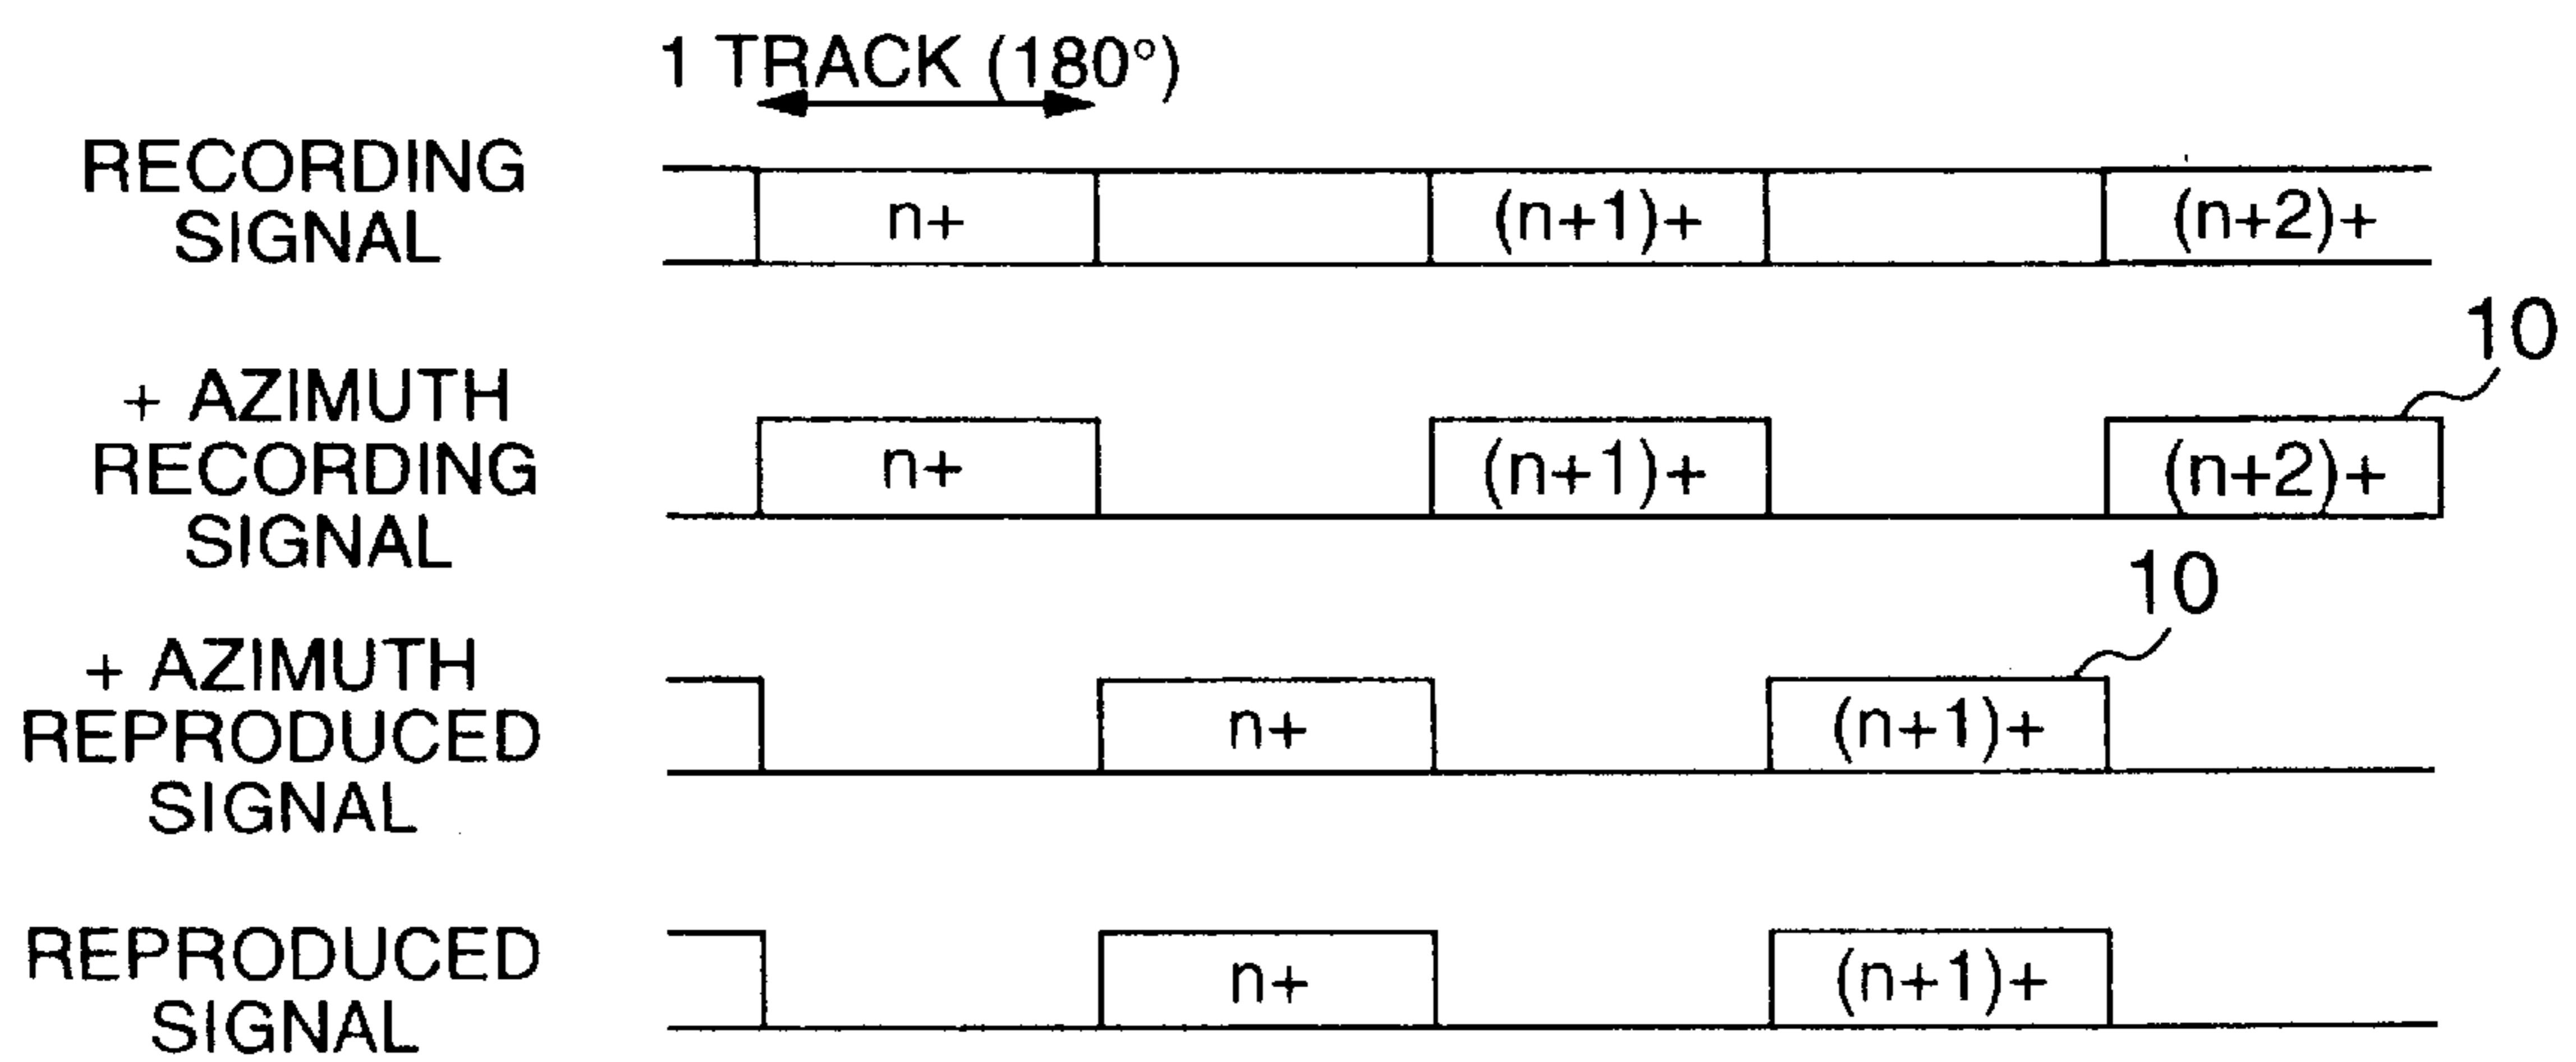 1 TRACK (180°)
RECORDING
SIGNAL
n+
(n+1)+
(n+2)+
10
+ AZIMUTH
RECORDING
SIGNAL
n+
(n+1)+
(n+2)+
10
+ AZIMUTH
REPRODUCED
SIGNAL
n+
(n+1)+
REPRODUCED
SIGNAL
n+
(n+1)+